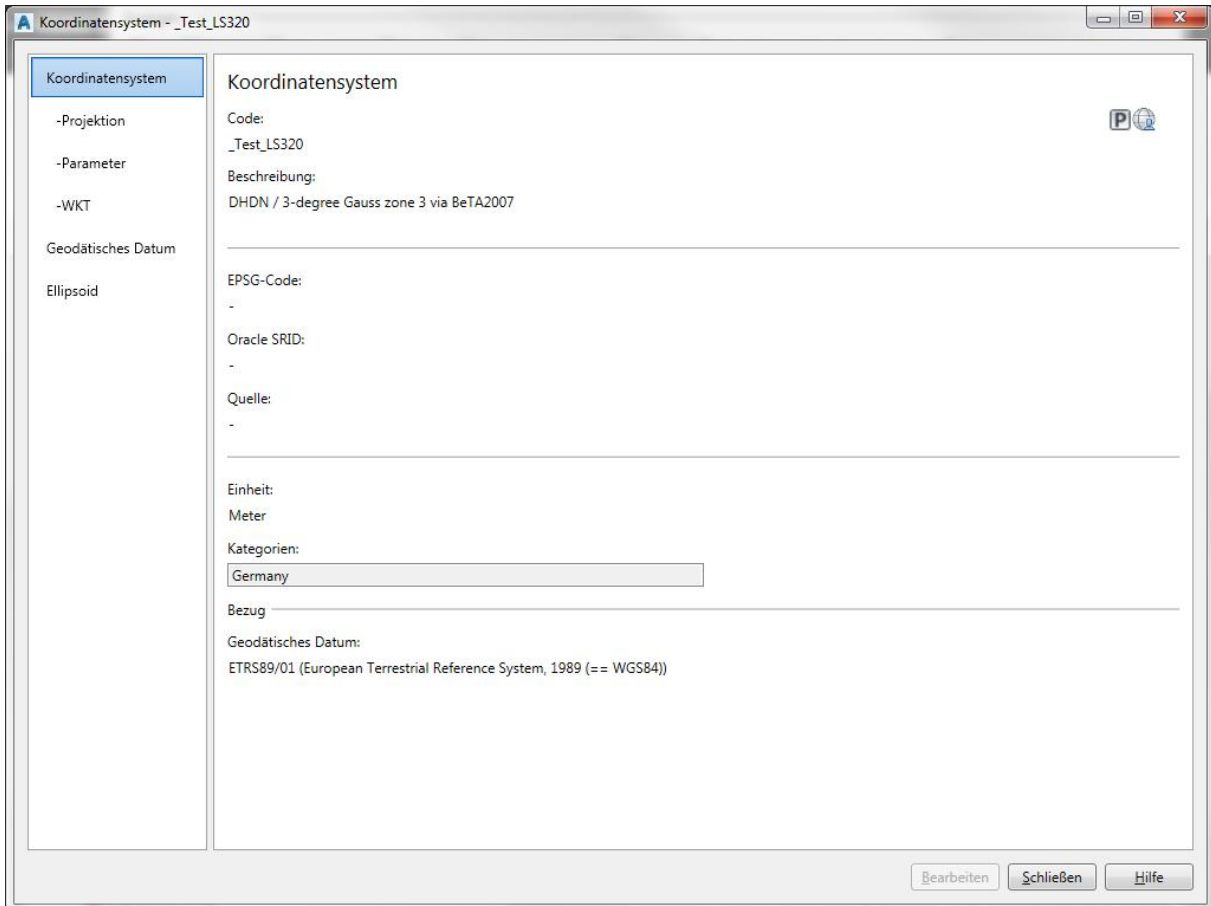 Koordinatensystem - _Test_LS320
Koordinatensystem
-Projektion
-Parameter
-WKT
Geodätisches Datum
Ellipsoid
Koordinatensystem
Code:
_Test_LS320
P
Beschreibung:
DHDN / 3-degree Gauss zone 3 via BeTA2007
EPSG-Code:
-
Oracle SRID:
-
Quelle:
-
Einheit:
Meter
Kategorien:
Germany
Bezug
Geodätisches Datum:
ETRS89/01 (European Terrestrial Reference System, 1989 (== WGS84))
Bearbeiten Schließen Hilfe